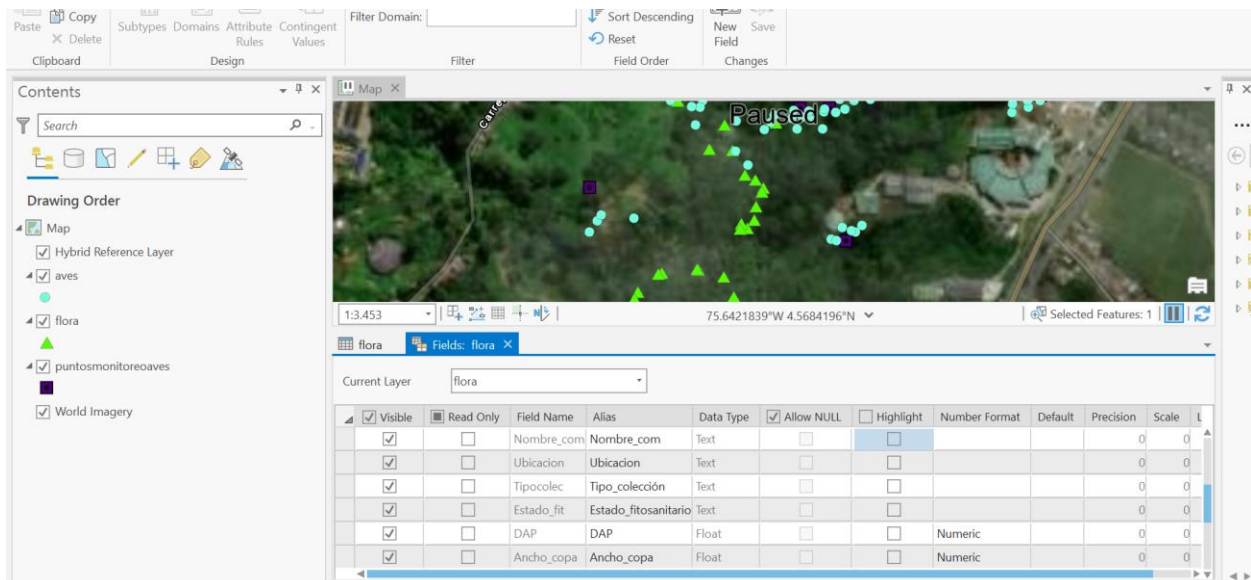 Paste
Copy
Delete
Clipboard
Subtypes Domains Attribute Rules Contingent Values
Design
Filter Domain:
Filter
Sort Descending
Reset
Field Order
New Field
Save
Changes
Contents
Search
Drawing Order
Map
Hybrid Reference Layer
aves
flora
puntosmonitoreoaves
World Imagery
Map
Carre
Paused
1:3.453
75.6421839°W 4.5684196°N
Selected Features: 1
flora
Fields: flora
Current Layer flora
Visible Read Only Field Name Alias Data Type Allow NULL Highlight Number Format Default Precision Scale L
Nombre_com Nombre_com Text 0 0
Ubicacion Ubicacion Text 0 0
Tipocolec Tipo_colección Text 0 0
Estado_fit Estado_fitosanitario Text 0 0
DAP DAP Float Numeric 0 0
Ancho_copa Ancho_copa Float Numeric 0 0